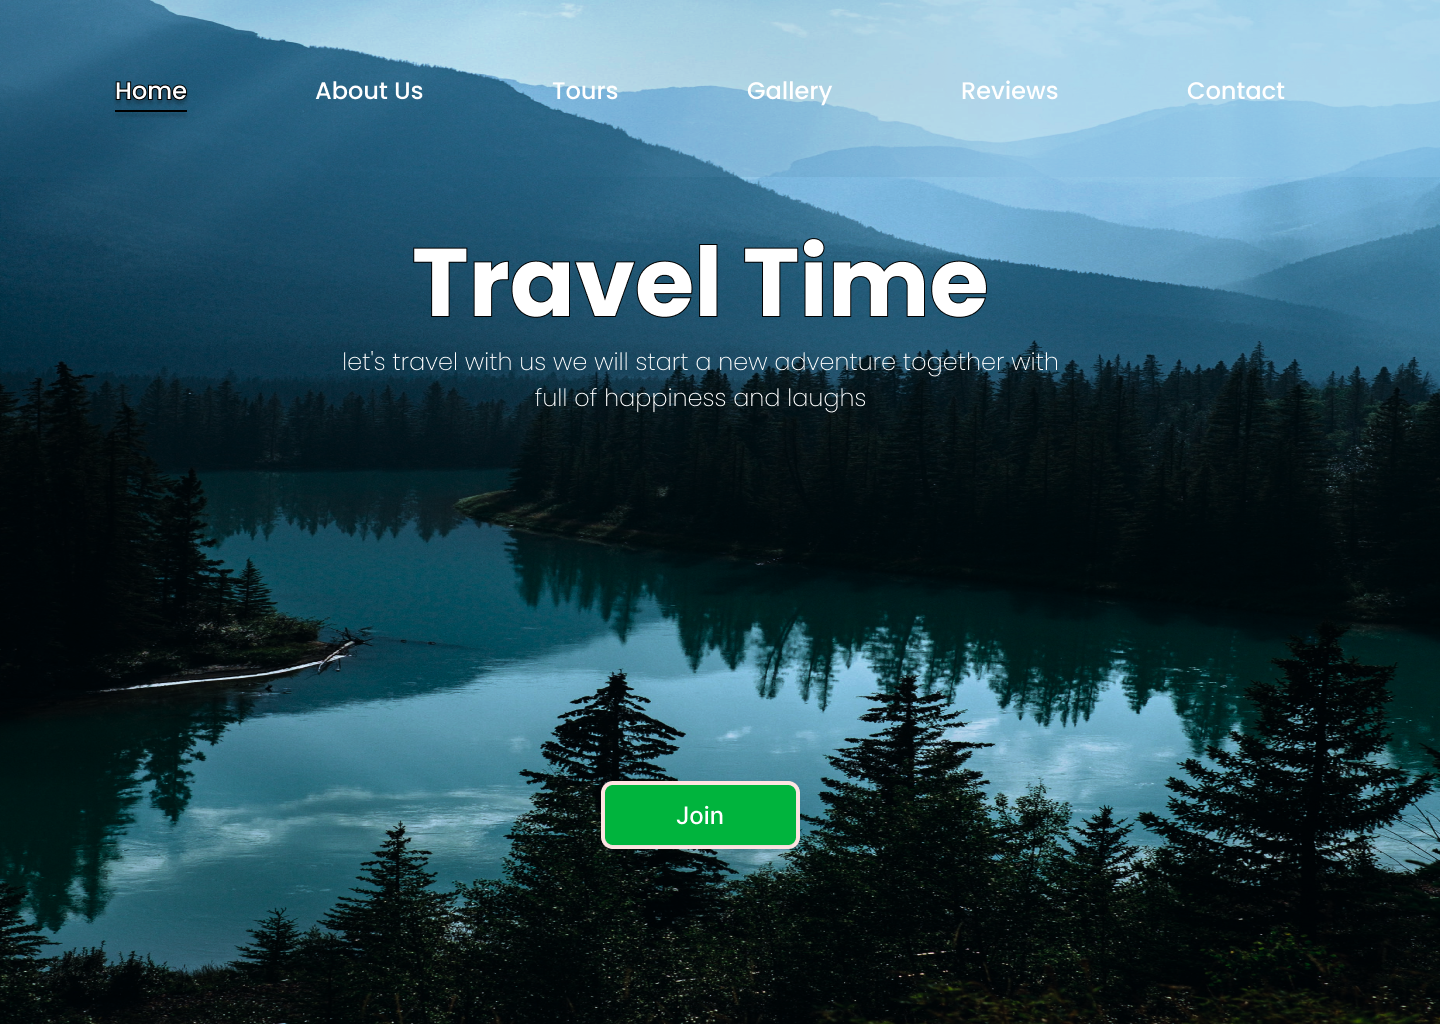 Home About Us Tours Gallery Reviews Contact
Travel Time
let's travel with us we will start a new adventure together with
full of happiness and laughs
Join